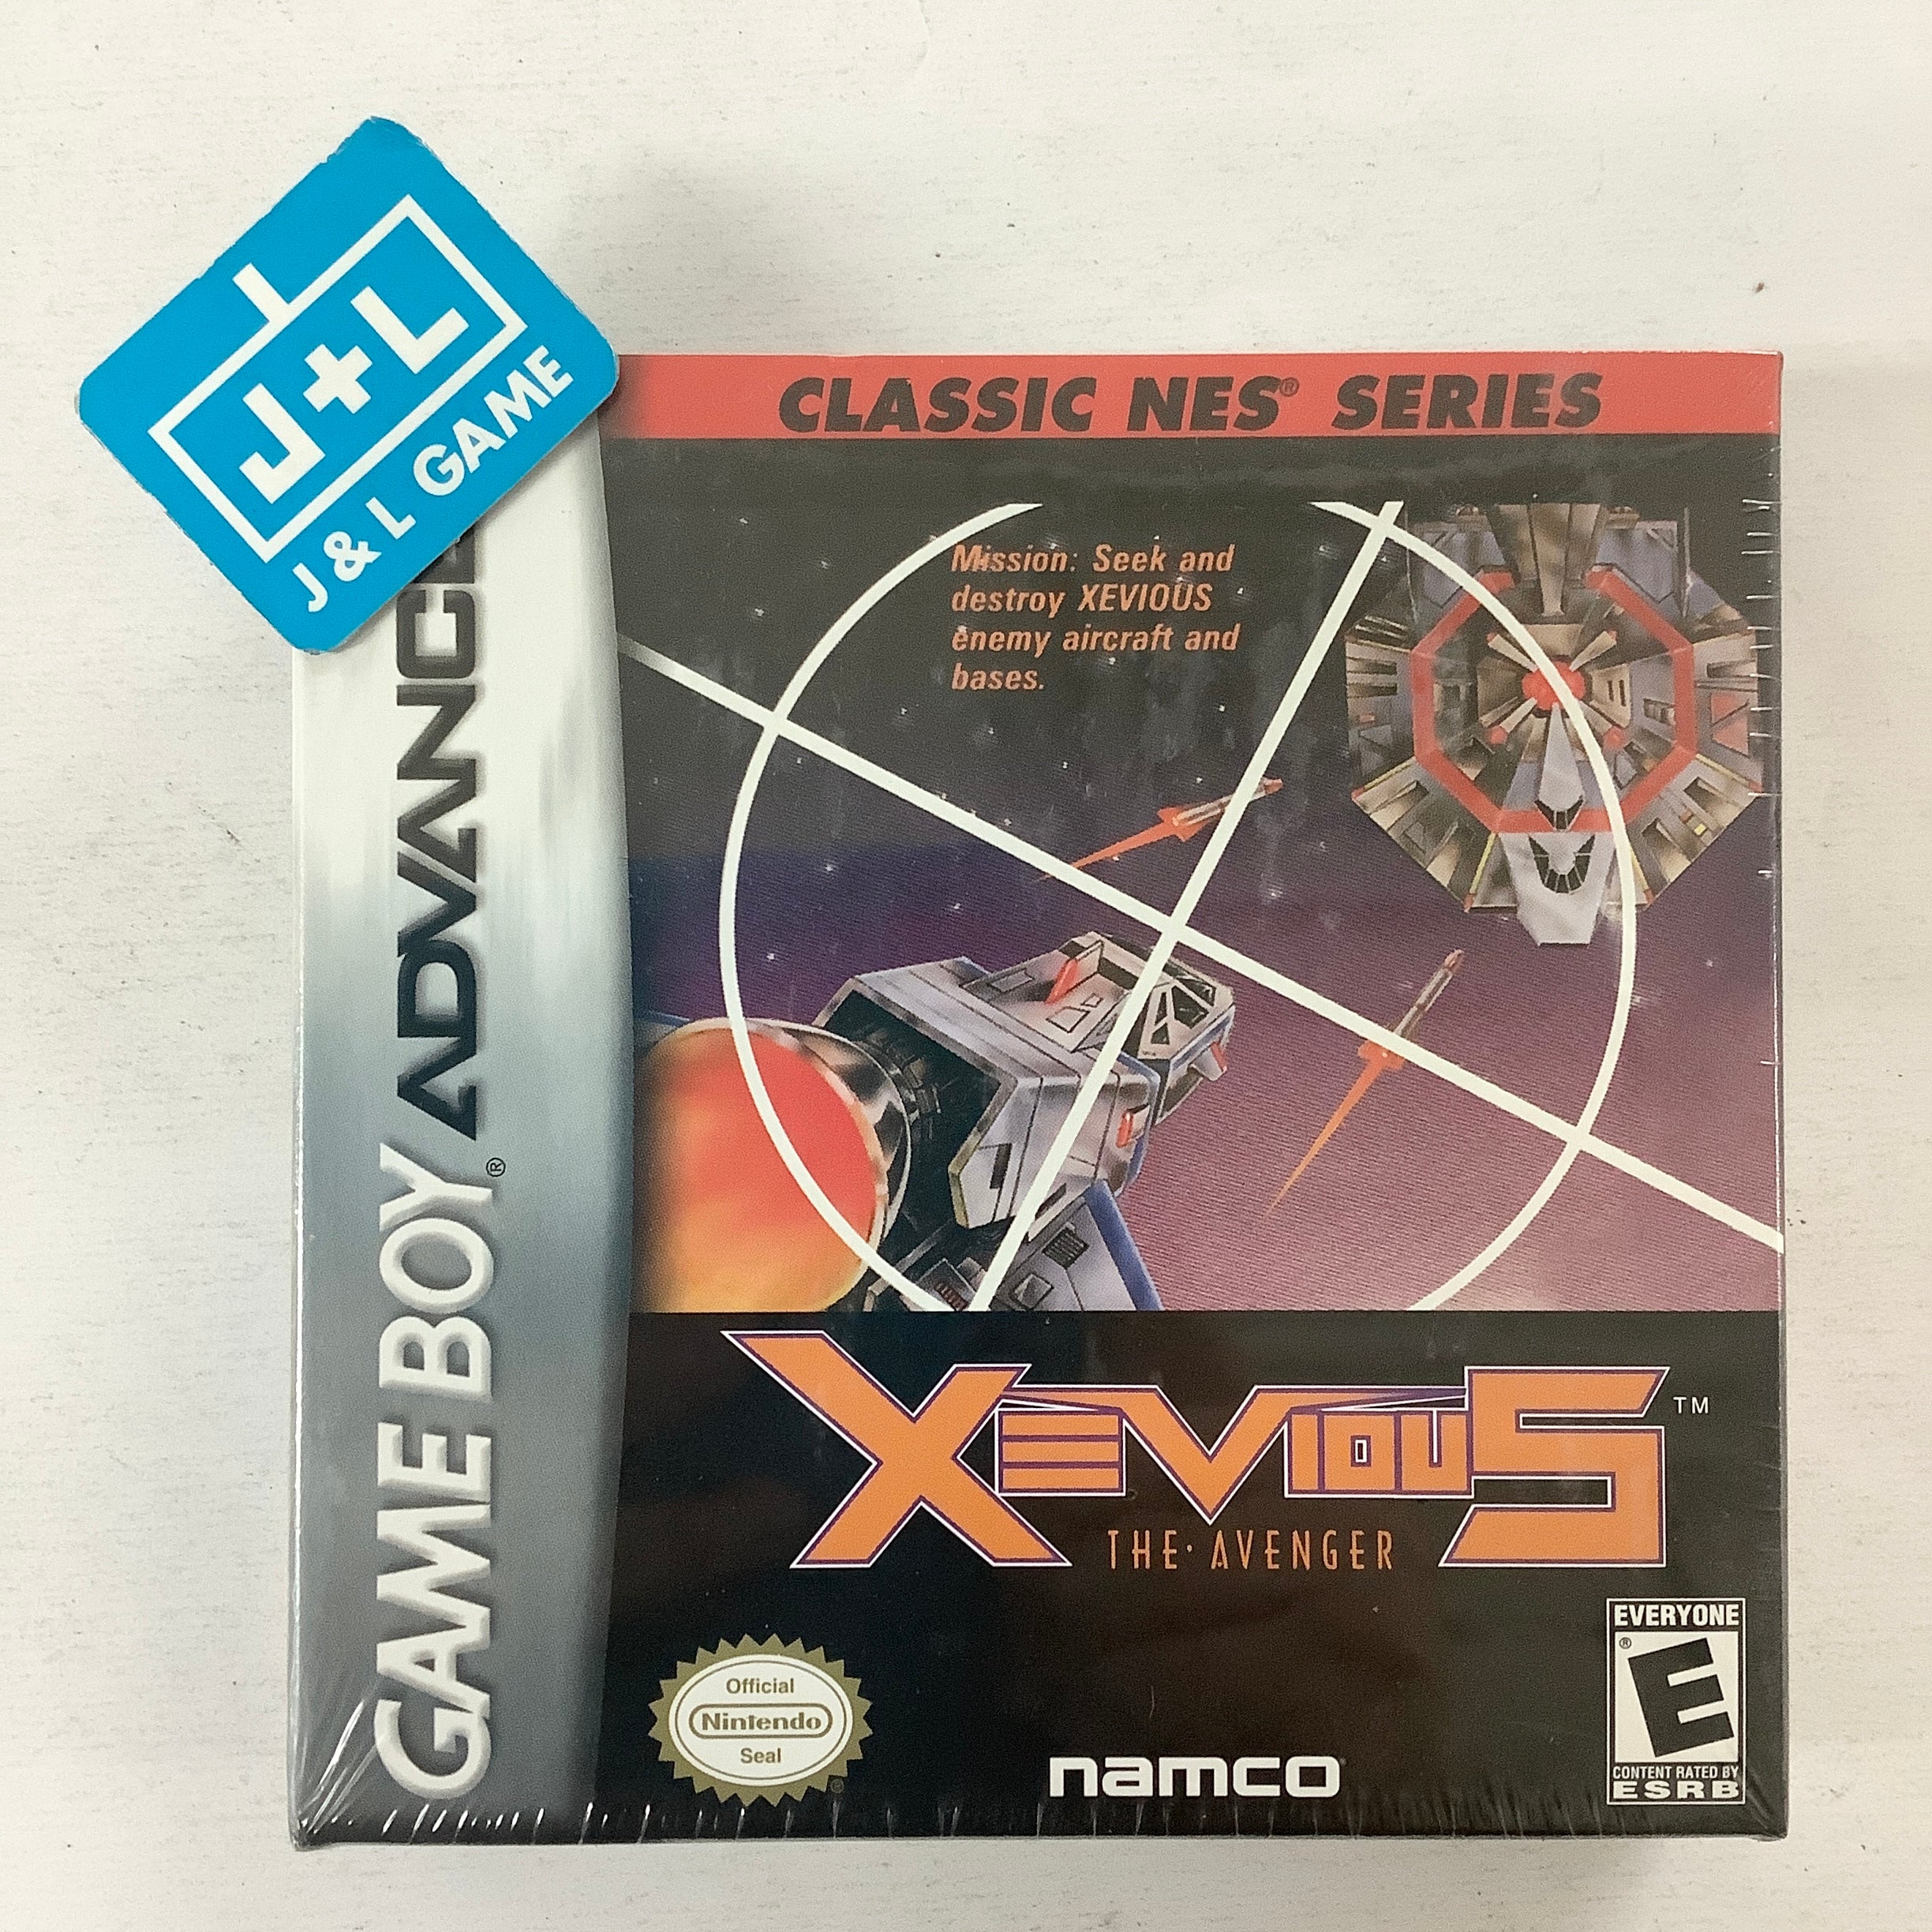 J+L
J & L GAME
CLASSIC NES® SERIES
Mission: Seek and
destroy XEVIOUS
enemy aircraft and
bases.
GAME BOY® ADVANCE
XEVIOUS™
THE·AVENGER
Official
Nintendo
Seal
®
namco
EVERYONE
E
®
CONTENT RATED BY
ESRB